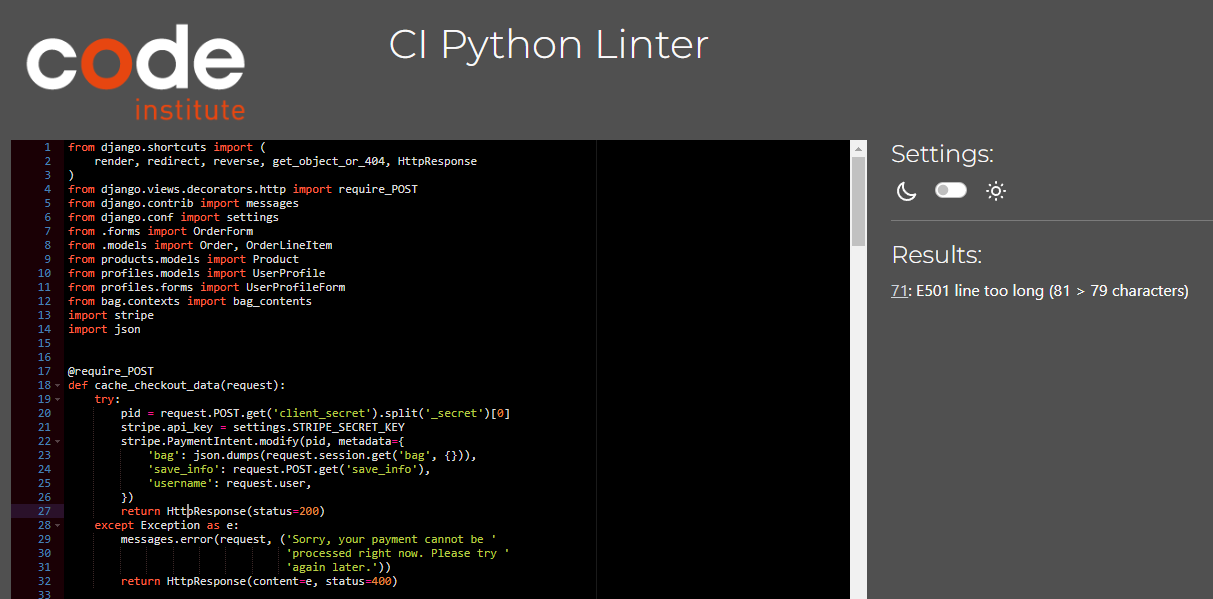 code
institute
CI Python Linter
1 from django.shortcuts import (
2     render, redirect, reverse, get_object_or_404, HttpResponse
3 )
4 from django.views.decorators.http import require_POST
5 from django.contrib import messages
6 from django.conf import settings
7 from .forms import OrderForm
8 from .models import Order, OrderLineItem
9 from products.models import Product
10 from profiles.models import UserProfile
11 from profiles.forms import UserProfileForm
12 from bag.contexts import bag_contents
13 import stripe
14 import json
15
16
17 @require_POST
18 def cache_checkout_data(request):
19     try:
20         pid = request.POST.get('client_secret').split('_secret')[0]
21         stripe.api_key = settings.STRIPE_SECRET_KEY
22         stripe.PaymentIntent.modify(pid, metadata={
23             'bag': json.dumps(request.session.get('bag', {})),
24             'save_info': request.POST.get('save_info'),
25             'username': request.user,
26         })
27         return HttpResponse(status=200)
28     except Exception as e:
29         messages.error(request, ('Sorry, your payment cannot be '
30                                  'processed right now. Please try '
31                                  'again later.'))
32         return HttpResponse(content=e, status=400)
33
Settings:
Results:
71: E501 line too long (81 > 79 characters)